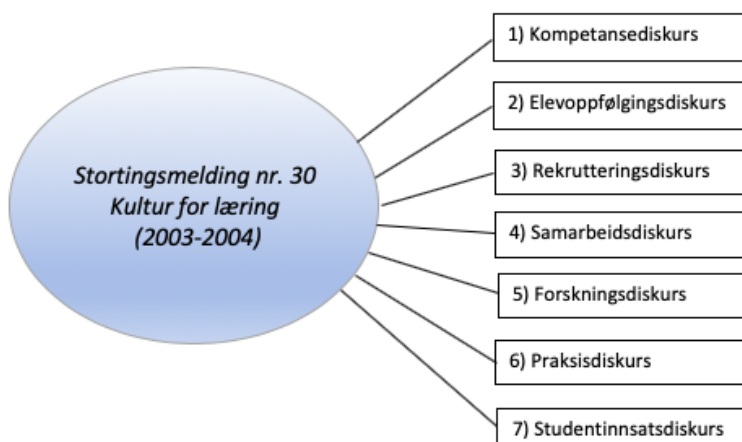 Stortingsmelding nr. 30
Kultur for læring
(2003-2004)
1) Kompetansediskurs
2) Elevoppfølgingsdiskurs
3) Rekrutteringsdiskurs
4) Samarbeidsdiskurs
5) Forskningsdiskurs
6) Praksisdiskurs
7) Studentinnsatsdiskurs